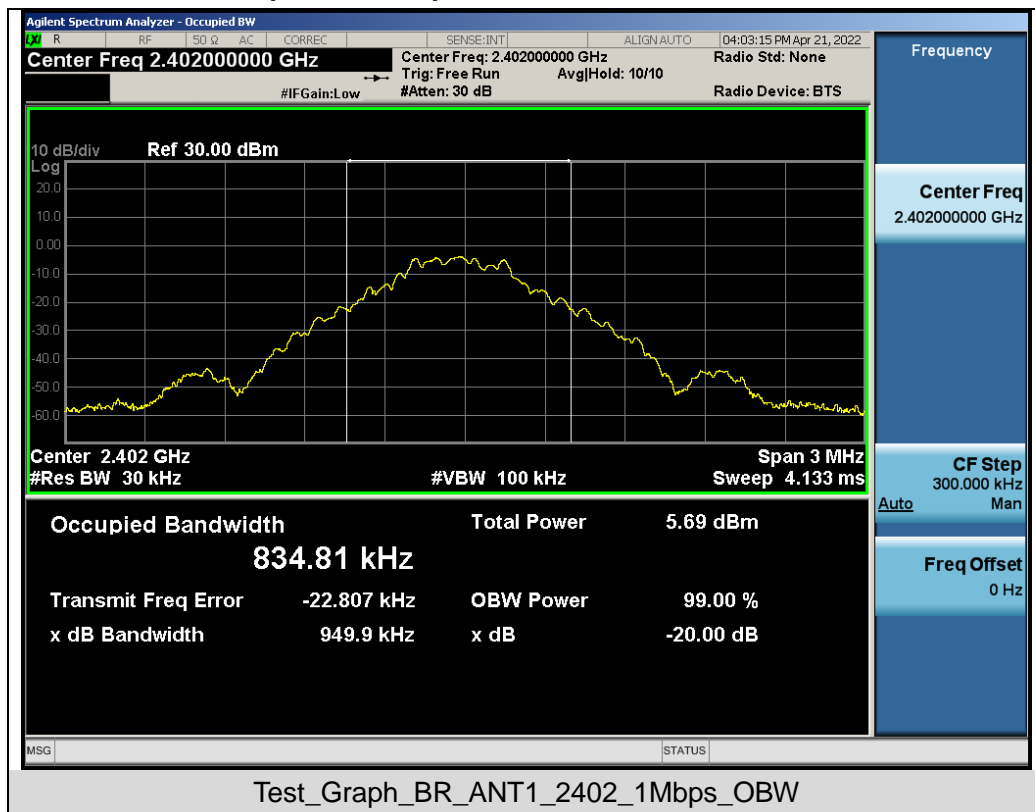 Agilent Spectrum Analyzer - Occupied BW
LXI R RF 50 Ω AC CORREC SENSE:INT ALIGN AUTO 04:03:15 PM Apr 21, 2022
Center Freq 2.402000000 GHz
Center Freq: 2.402000000 GHz
Radio Std: None
Trig: Free Run Avg|Hold: 10/10
#IFGain:Low
#Atten: 30 dB
Radio Device: BTS
10 dB/div Ref 30.00 dBm
Log
20.0
10.0
0.00
-10.0
-20.0
-30.0
-40.0
-50.0
-60.0
Center 2.402 GHz Span 3 MHz
#Res BW 30 kHz #VBW 100 kHz Sweep 4.133 ms
Occupied Bandwidth
834.81 kHz
Total Power 5.69 dBm
Transmit Freq Error -22.807 kHz OBW Power 99.00 %
x dB Bandwidth 949.9 kHz x dB -20.00 dB
Frequency
Center Freq
2.402000000 GHz
CF Step
300.000 kHz
Auto Man
Freq Offset
0 Hz
MSG STATUS
Test_Graph_BR_ANT1_2402_1Mbps_OBW